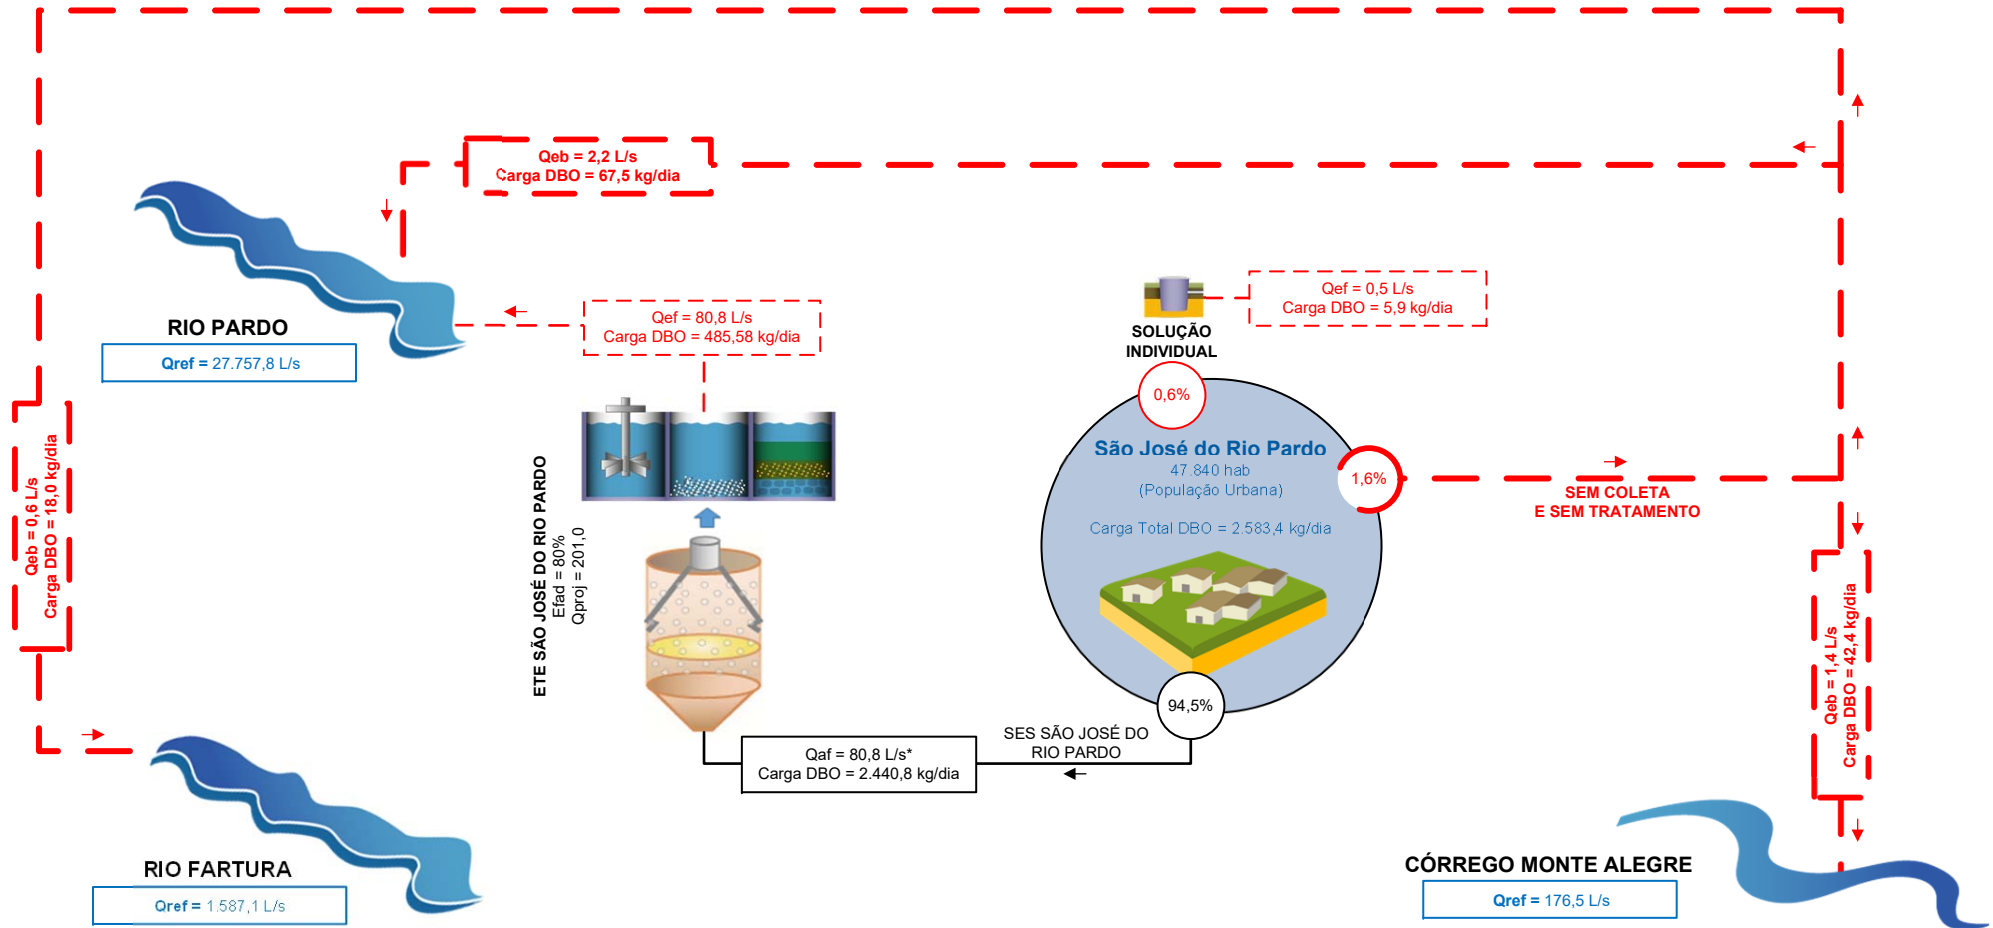 Qeb = 2,2 L/s
Carga DBO = 67,5 kg/dia
RIO PARDO
Qref = 27.757,8 L/s
Qef = 80,8 L/s
Carga DBO = 485,58 kg/dia
Qef = 0,5 L/s
Carga DBO = 5,9 kg/dia
SOLUÇÃO
INDIVIDUAL
0,6%
São José do Rio Pardo
47.840 hab
(População Urbana)
Carga Total DBO = 2.583,4 kg/dia
1,6%
SEM COLETA
E SEM TRATAMENTO
94,5%
Qeb = 0,6 L/s
Carga DBO = 18,0 kg/dia
ETE SÃO JOSÉ DO RIO PARDO
Efad = 80%
Qproj = 201,0
SES SÃO JOSÉ DO
RIO PARDO
Qaf = 80,8 L/s*
Carga DBO = 2.440,8 kg/dia
Qeb = 1,4 L/s
Carga DBO = 42,4 kg/dia
RIO FARTURA
Qref = 1.587,1 L/s
CÓRREGO MONTE ALEGRE
Qref = 176,5 L/s